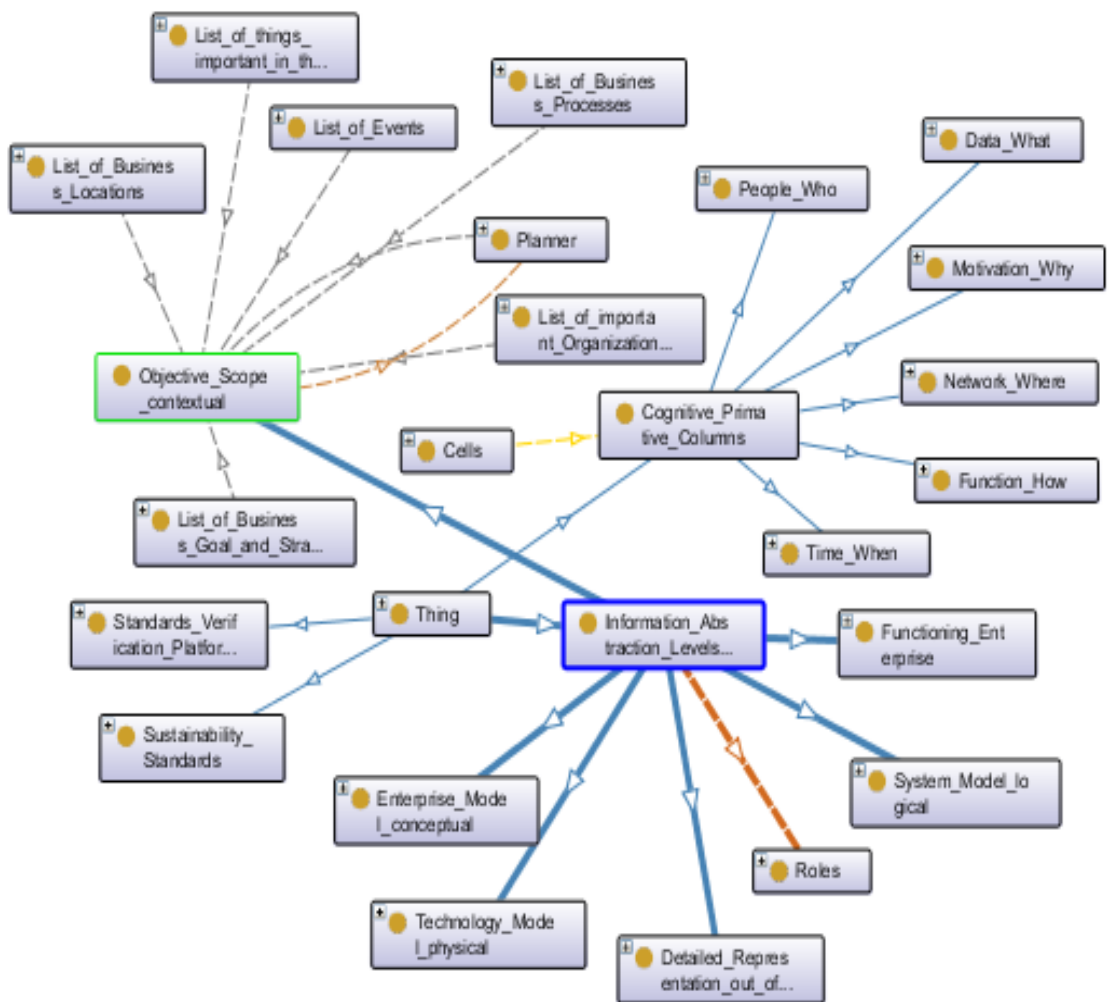 List_of_things_
important_in_th...
List_of_Busines
s_Processes
List_of_Events
Data_What
List_of_Busines
s_Locations
People_Who
Planner
Motivation_Why
List_of_importa
nt_Organization...
Objective_Scope
_contextual
Network_Where
Cognitive_Prima
tive_Columns
Cells
Function_How
List_of_Busines
s_Goal_and_Stra...
Time_When
Standards_Verif
ication_Platfor...
Thing
Information_Abs
traction_Levels...
Functioning_Ent
erprise
Sustainability_
Standards
Enterprise_Mode
l_conceptual
System_Model_lo
gical
Roles
Technology_Mode
l_physical
Detailed_Repres
entation_out_of...